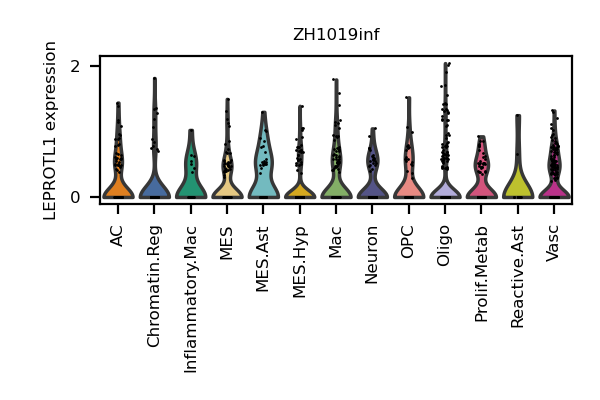 ZH1019inf
LEPROTL1 expression
2
0
AC
Chromatin.Reg
Inflammatory.Mac
MES
MES.Ast
MES.Hyp
Mac
Neuron
OPC
Oligo
Prolif.Metab
Reactive.Ast
Vasc